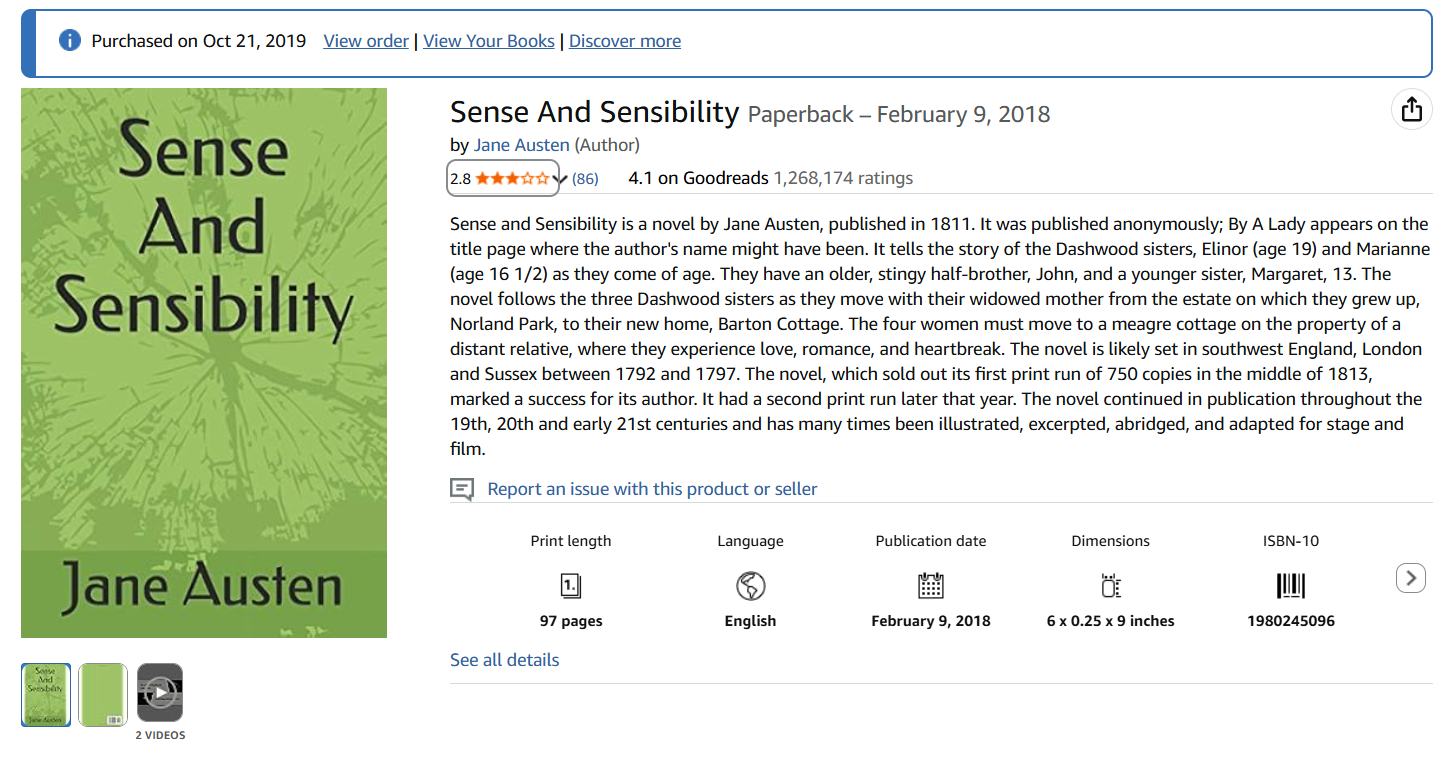 Purchased on Oct 21, 2019 View order | View Your Books | Discover more
Sense
And
Sensibility
Jane Austen
Sense And Sensibility Paperback – February 9, 2018
by Jane Austen (Author)
2.8 (86) 4.1 on Goodreads 1,268,174 ratings
Sense and Sensibility is a novel by Jane Austen, published in 1811. It was published anonymously; By A Lady appears on the
title page where the author's name might have been. It tells the story of the Dashwood sisters, Elinor (age 19) and Marianne
(age 16 1/2) as they come of age. They have an older, stingy half-brother, John, and a younger sister, Margaret, 13. The
novel follows the three Dashwood sisters as they move with their widowed mother from the estate on which they grew up,
Norland Park, to their new home, Barton Cottage. The four women must move to a meagre cottage on the property of a
distant relative, where they experience love, romance, and heartbreak. The novel is likely set in southwest England, London
and Sussex between 1792 and 1797. The novel, which sold out its first print run of 750 copies in the middle of 1813,
marked a success for its author. It had a second print run later that year. The novel continued in publication throughout the
19th, 20th and early 21st centuries and has many times been illustrated, excerpted, abridged, and adapted for stage and
film.
Report an issue with this product or seller
Print length Language Publication date Dimensions ISBN-10
1.
97 pages English February 9, 2018 6 x 0.25 x 9 inches 1980245096
See all details
Sense
And
Sensibility
Jane Austen
2 VIDEOS